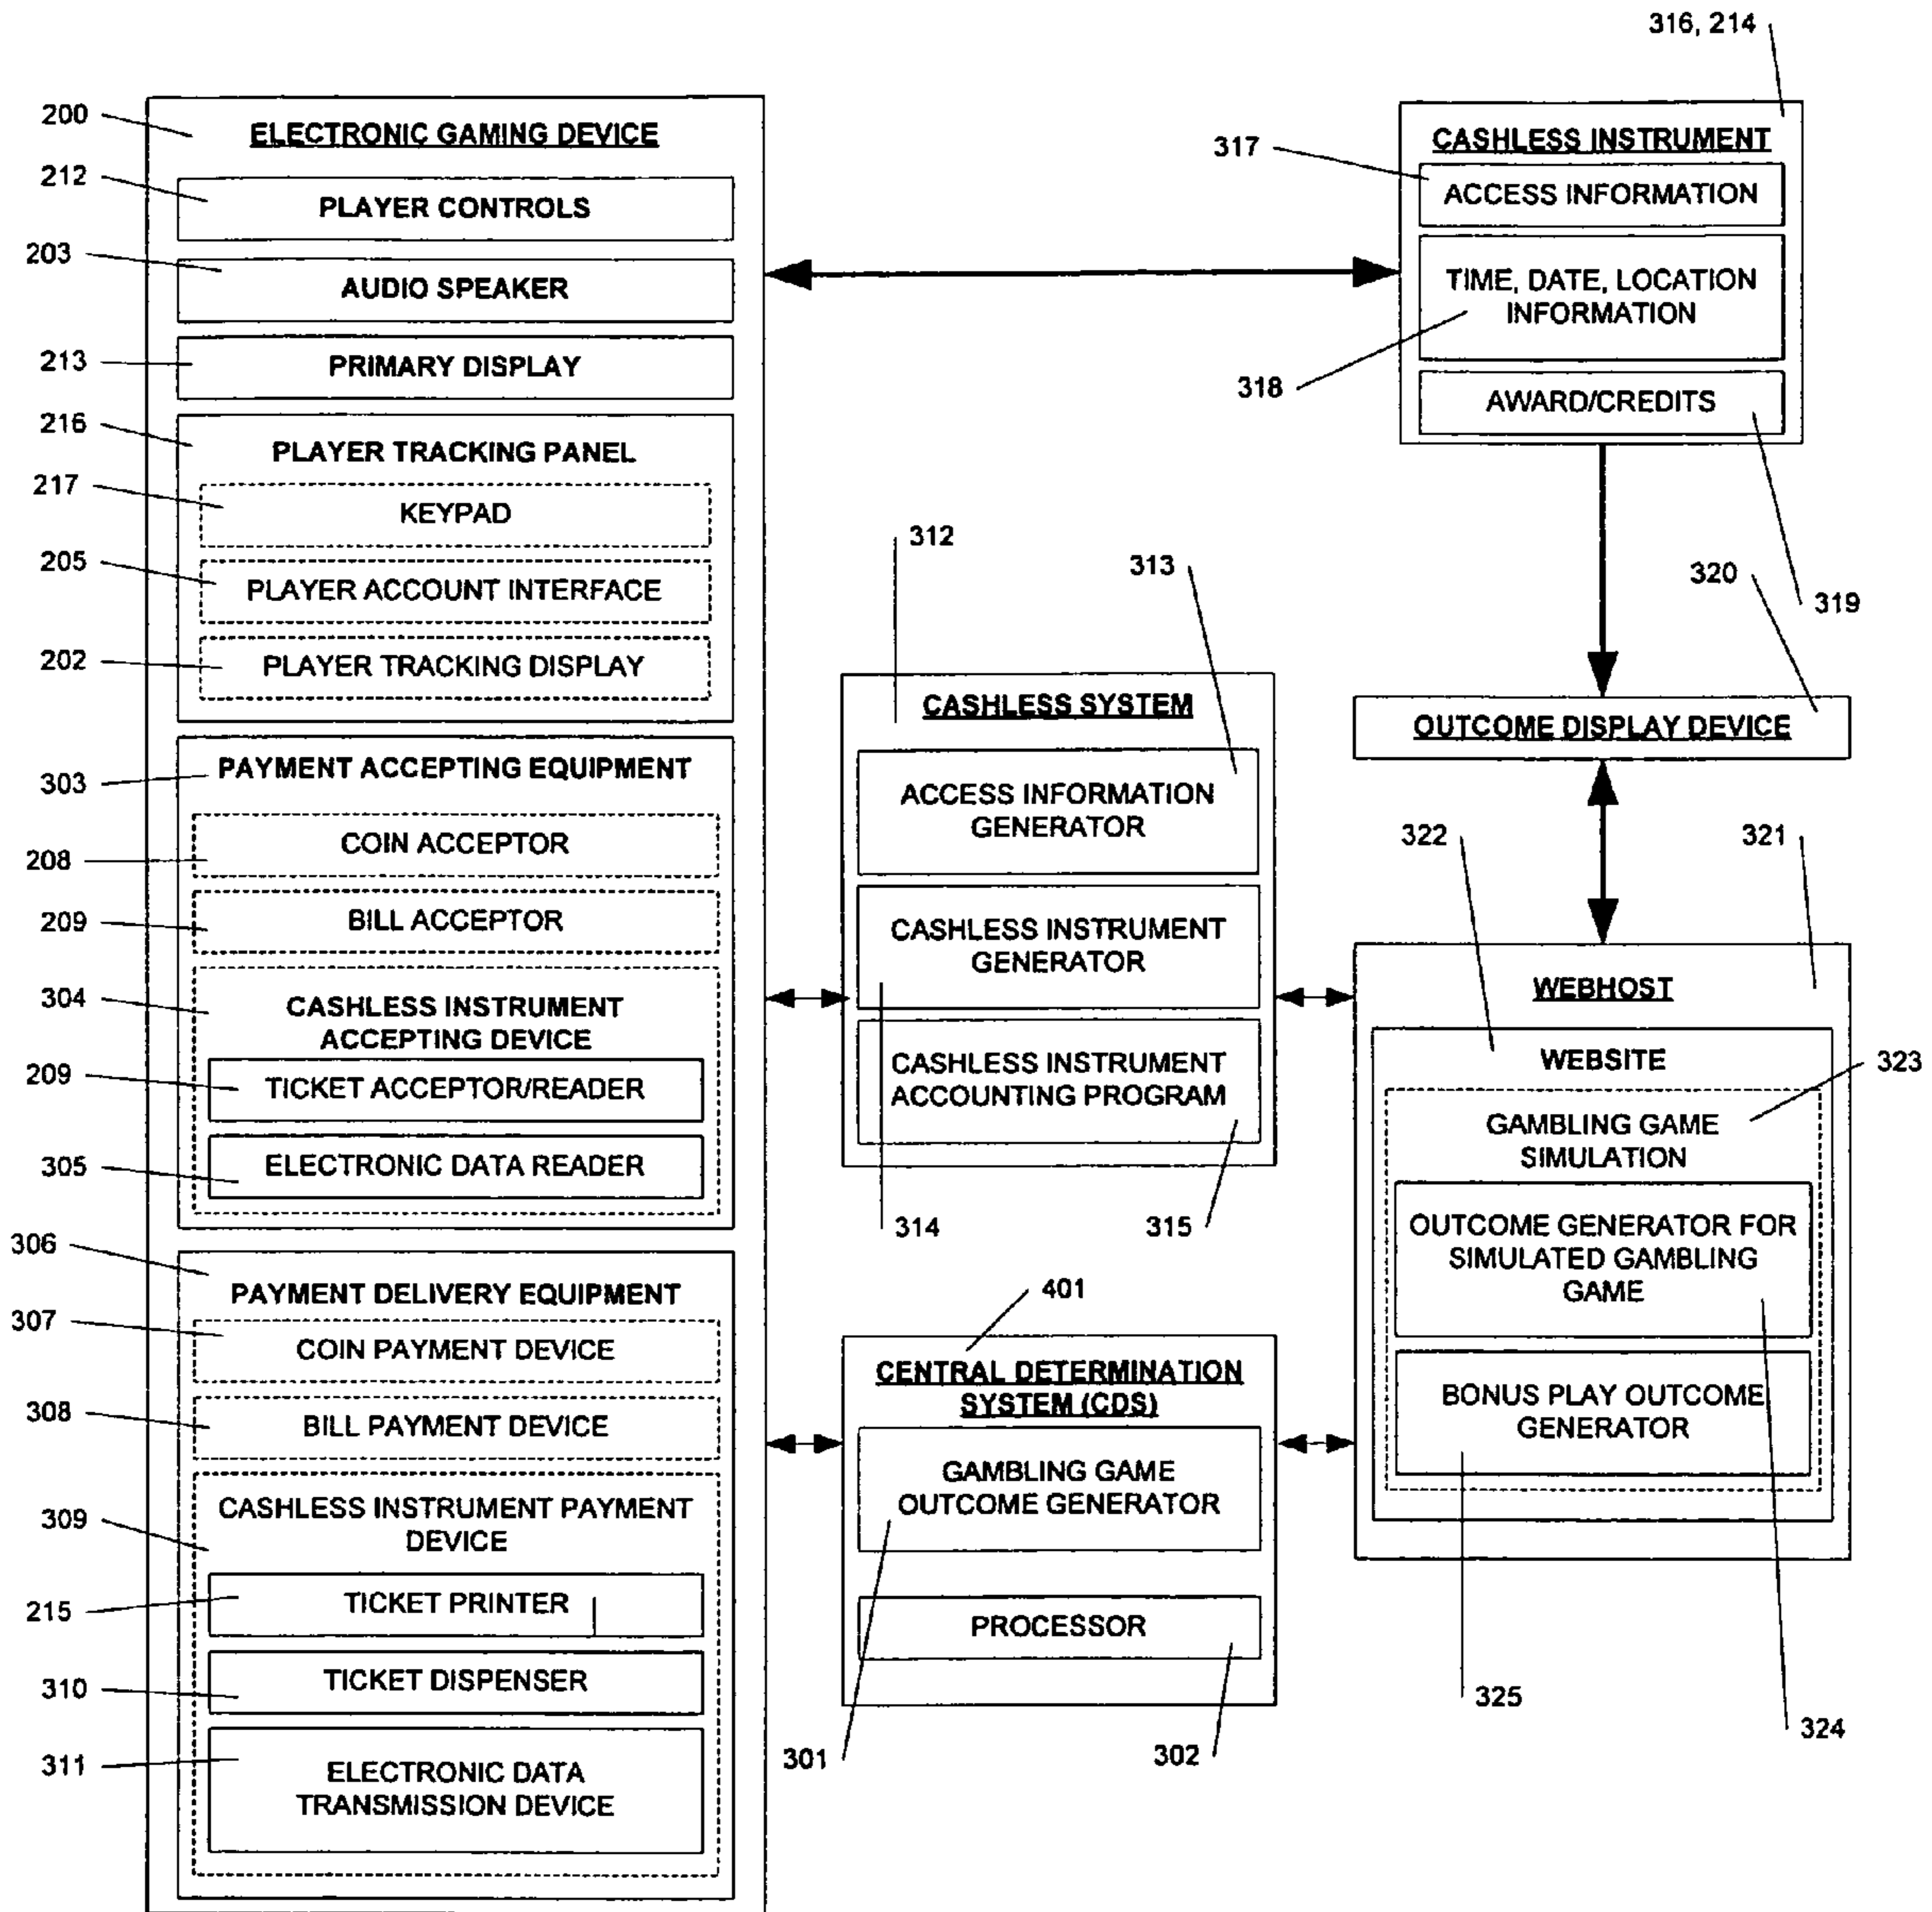 316, 214
200
ELECTRONIC GAMING DEVICE
212
PLAYER CONTROLS
203
AUDIO SPEAKER
213
PRIMARY DISPLAY
216
PLAYER TRACKING PANEL
217
KEYPAD
205
PLAYER ACCOUNT INTERFACE
202
PLAYER TRACKING DISPLAY
303
PAYMENT ACCEPTING EQUIPMENT
COIN ACCEPTOR
208
BILL ACCEPTOR
209
304
CASHLESS INSTRUMENT
ACCEPTING DEVICE
209
TICKET ACCEPTOR/READER
305
ELECTRONIC DATA READER
306
PAYMENT DELIVERY EQUIPMENT
307
COIN PAYMENT DEVICE
308
BILL PAYMENT DEVICE
309
CASHLESS INSTRUMENT PAYMENT
DEVICE
215
TICKET PRINTER
310
TICKET DISPENSER
311
ELECTRONIC DATA
TRANSMISSION DEVICE
312
313
CASHLESS SYSTEM
ACCESS INFORMATION
GENERATOR
CASHLESS INSTRUMENT
GENERATOR
CASHLESS INSTRUMENT
ACCOUNTING PROGRAM
314
315
401
CENTRAL DETERMINATION
SYSTEM (CDS)
GAMBLING GAME
OUTCOME GENERATOR
PROCESSOR
301
302
CASHLESS INSTRUMENT
317
ACCESS INFORMATION
TIME, DATE, LOCATION
INFORMATION
318
AWARD/CREDITS
319
320
OUTCOME DISPLAY DEVICE
322
321
WEBHOST
WEBSITE
323
GAMBLING GAME
SIMULATION
OUTCOME GENERATOR FOR
SIMULATED GAMBLING
GAME
BONUS PLAY OUTCOME
GENERATOR
325
324